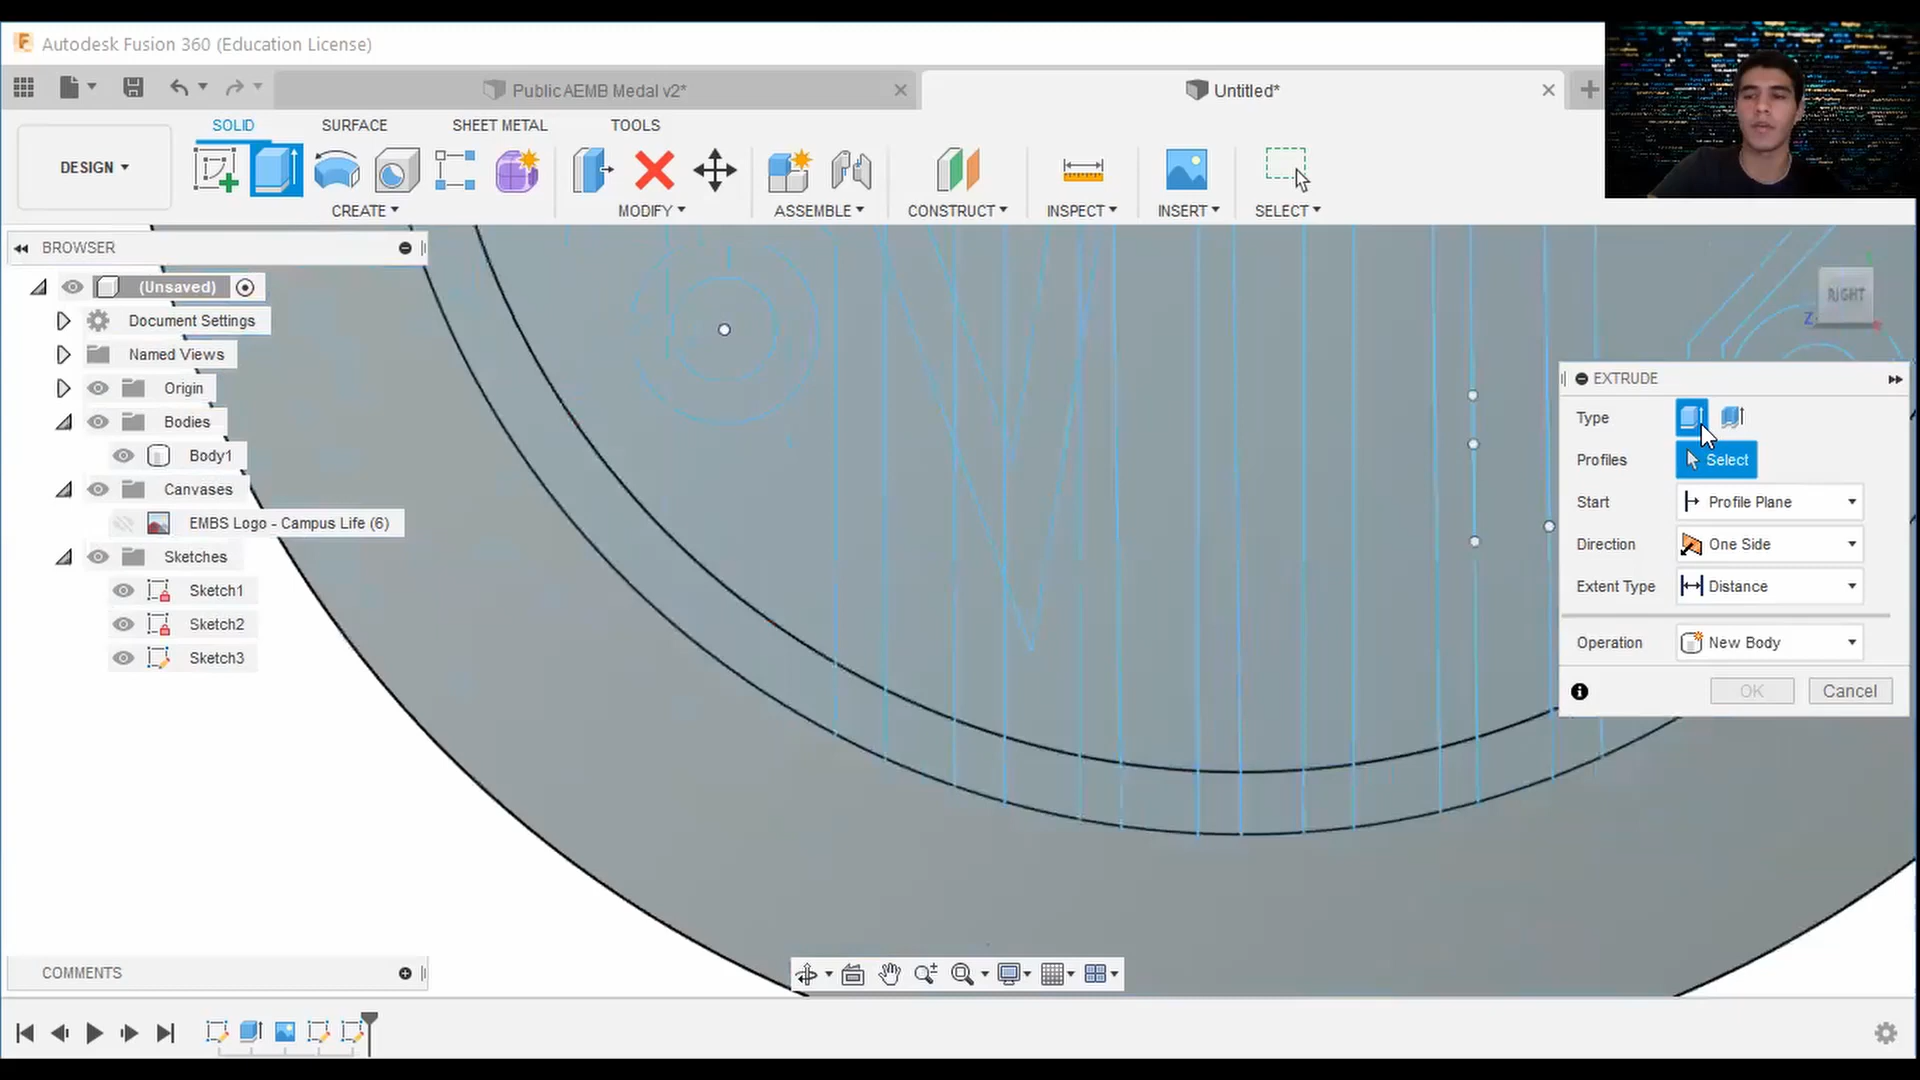 Autodesk Fusion 360 (Education License)
Public AEMB Medal v2*
Untitled*
SOLID
SURFACE
SHEET METAL
TOOLS
DESIGN
CREATE
MODIFY
ASSEMBLE
CONSTRUCT
INSPECT
INSERT
SELECT
BROWSER
(Unsaved)
Document Settings
Named Views
Origin
Bodies
Body1
Canvases
EMBS Logo - Campus Life (6)
Sketches
Sketch1
Sketch2
Sketch3
RIGHT
Z
EXTRUDE
Type
Profiles
Select
Start
Profile Plane
Direction
One Side
Extent Type
Distance
Operation
New Body
OK
Cancel
COMMENTS